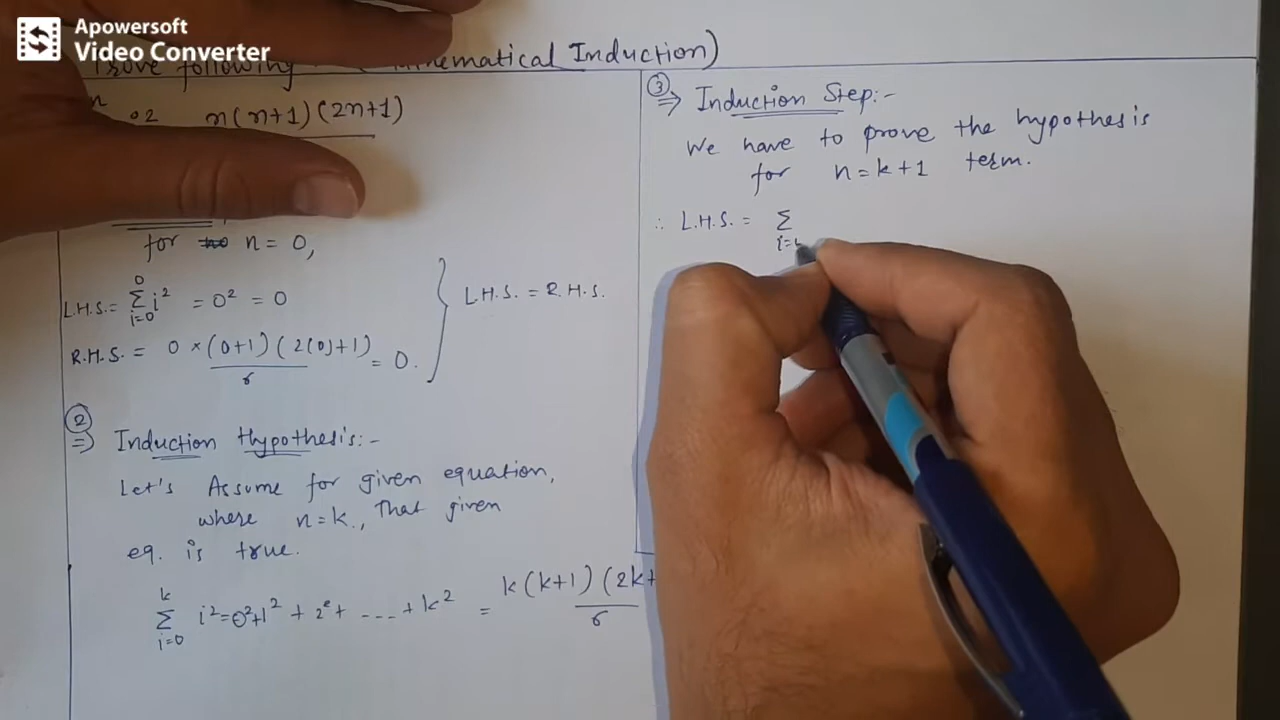 Apowersoft
Video Converter
Prove following
Mathematical Induction)
n(n+1)(2n+1)
for n = 0,
L.H.S. = 0 Σ i=0 i² = 0² = 0
R.H.S. = 0 × (0+1) (2(0)+1) = 0.
6
L.H.S. = R.H.S.
②
⇒ Induction Hypothesis:-
Let's Assume for given equation,
where n=k., That given
eq. is true.
k Σ i=0 i² = 0²+1² + 2² + --- + k² = k(k+1)(2k+
6
③
⇒ Induction Step:-
We have to prove the hypothesis
for n=k+1 term.
∴ L.H.S. = Σ
i=